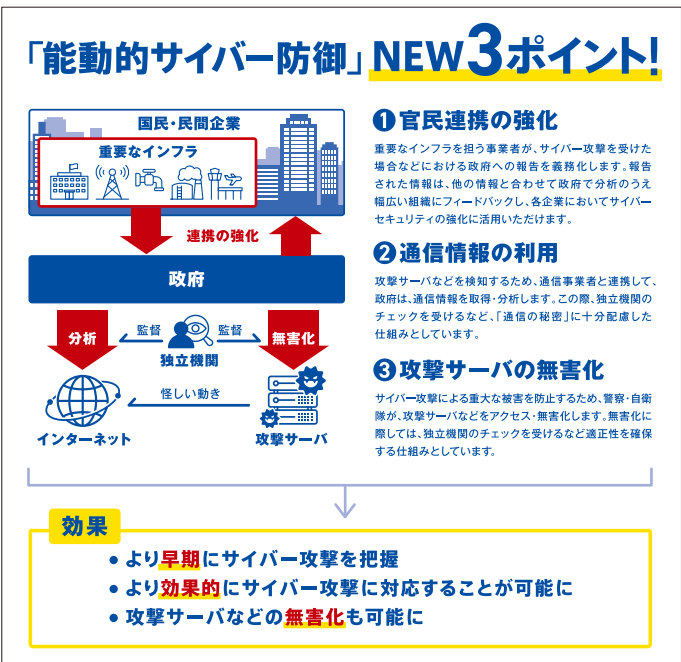 「能動的サイバー防御」NEW3ポイント!
国民・民間企業
重要なインフラ
連携の強化
政府
分析
監督
監督
独立機関
無害化
怪しい動き
インターネット
攻撃サーバ
❶官民連携の強化
重要なインフラを担う事業者が、サイバー攻撃を受けた
場合などにおける政府への報告を義務化します。報告
された情報は、他の情報と合わせて政府で分析のうえ
幅広い組織にフィードバックし、各企業においてサイバー
セキュリティの強化に活用いただけます。
❷通信情報の利用
攻撃サーバなどを検知するため、通信事業者と連携して、
政府は、通信情報を取得・分析します。この際、独立機関の
チェックを受けるなど、「通信の秘密」に十分配慮した
仕組みとしています。
❸攻撃サーバの無害化
サイバー攻撃による重大な被害を防止するため、警察・自衛
隊が、攻撃サーバなどをアクセス・無害化します。無害化に
際しては、独立機関のチェックを受けるなど適正性を確保
する仕組みとしています。
効果
• より早期にサイバー攻撃を把握
• より効果的にサイバー攻撃に対応することが可能に
• 攻撃サーバなどの無害化も可能に